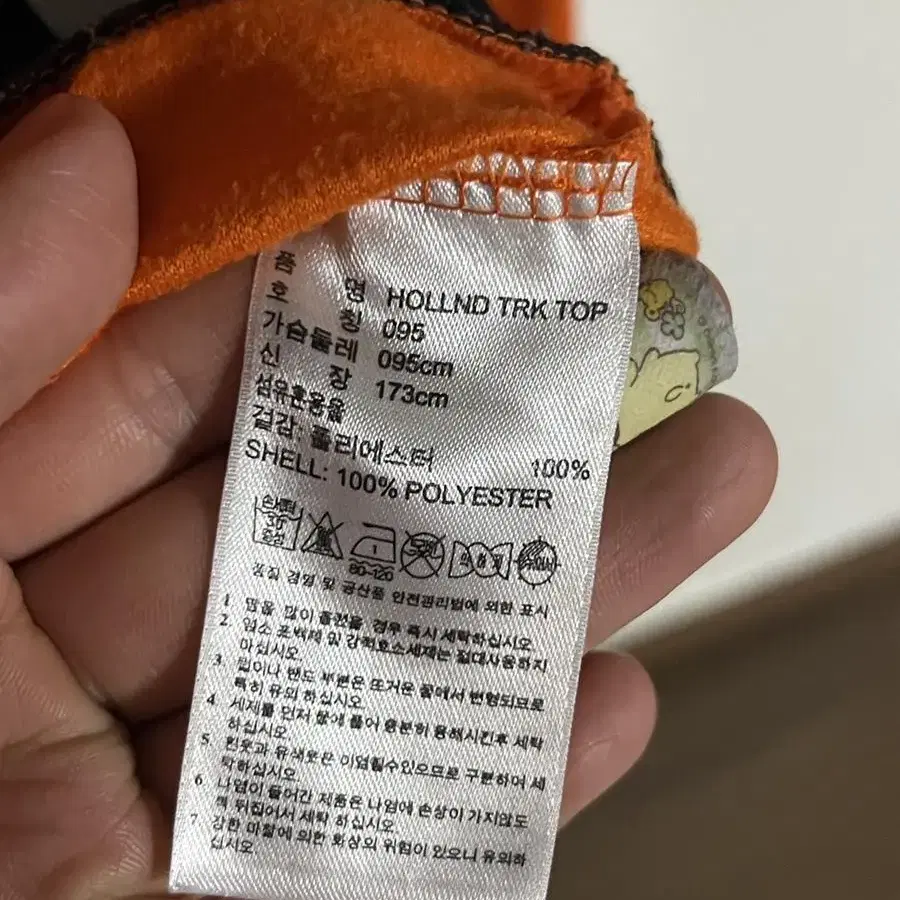 품 명 HOLLND TRK TOP
호 칭 095
가슴둘레 095cm
신 장 173cm
섬유혼용율
겉감: 폴리에스터 100%
SHELL: 100% POLYESTER
80-120
품질 경영 및 공산품 안전관리법에 의한 표시
1 땀을 많이 흘렸을 경우 즉시 세탁하십시오
2. 염소 표백제 및 강력효소세제는 절대사용하지
마십시오
3. 립이나 밴드 부분은 뜨거운 물에서 변형되므로
특히 유의 하십시오
4 세제를 먼저 물에 풀어 충분히 용해시킨후 세탁
하십시오
5. 흰옷과 유색옷은 이염될수있으므로 구분하여 세
탁하십시오
6 나염이 들어간 제품은 나염에 손상이 가지않도
록 뒤집어서 세탁 하십시오
7 강한 마찰에 의한 화상의 위험이 있으니 유의하
십시오.